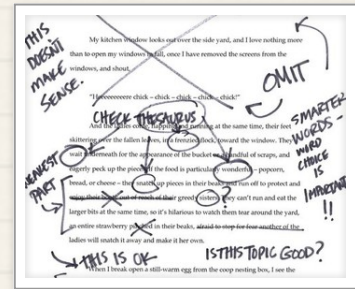 THIS
DOESN'T
MAKE
SENSE.
My kitchen window looks out over the side yard, and I love nothing more
than to open my windows in fall, once I have removed the screens from the
windows, and shout,
OMIT
"Heeeeeeeere chick – chick – chick – chick – chick!"
CHECK THESAURUS
And the ladies come, flapping and running at the same time, their feet
skittering over the fallen leaves, in a frenzied flock, toward the window. They
wait underneath for the appearance of the bucket or handful of scraps, and
eagerly peck up the pieces. If the food is particularly wonderful – popcorn,
bread, or cheese – they snatch up pieces in their beaks and run off to protect and
enjoy their bounty out of reach of their greedy sisters, they can't run and eat the
larger bits at the same time, so it's hilarious to watch them tear around the yard,
an entire strawberry pinched in their beaks, afraid to stop for fear another of the
ladies will snatch it away and make it her own.
SMARTER
WORDS –
WORD
CHOICE
IS
IMPORTANT
!!
WEAKEST
PART
?
THIS IS OK
IS THIS TOPIC GOOD?
When I break open a still-warm egg from the coop nesting box, I see the